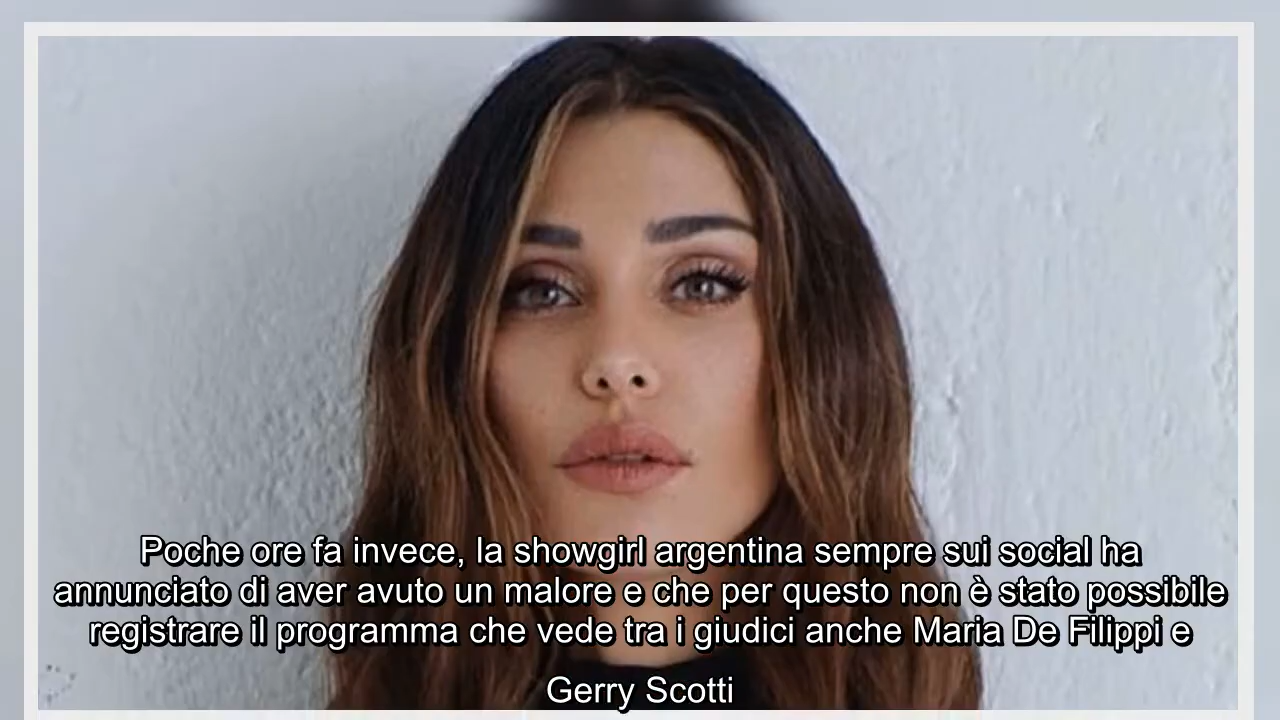 Poche ore fa invece, la showgirl argentina sempre sui social ha
annunciato di aver avuto un malore e che per questo non è stato possibile
registrare il programma che vede tra i giudici anche Maria De Filippi e
Gerry Scotti